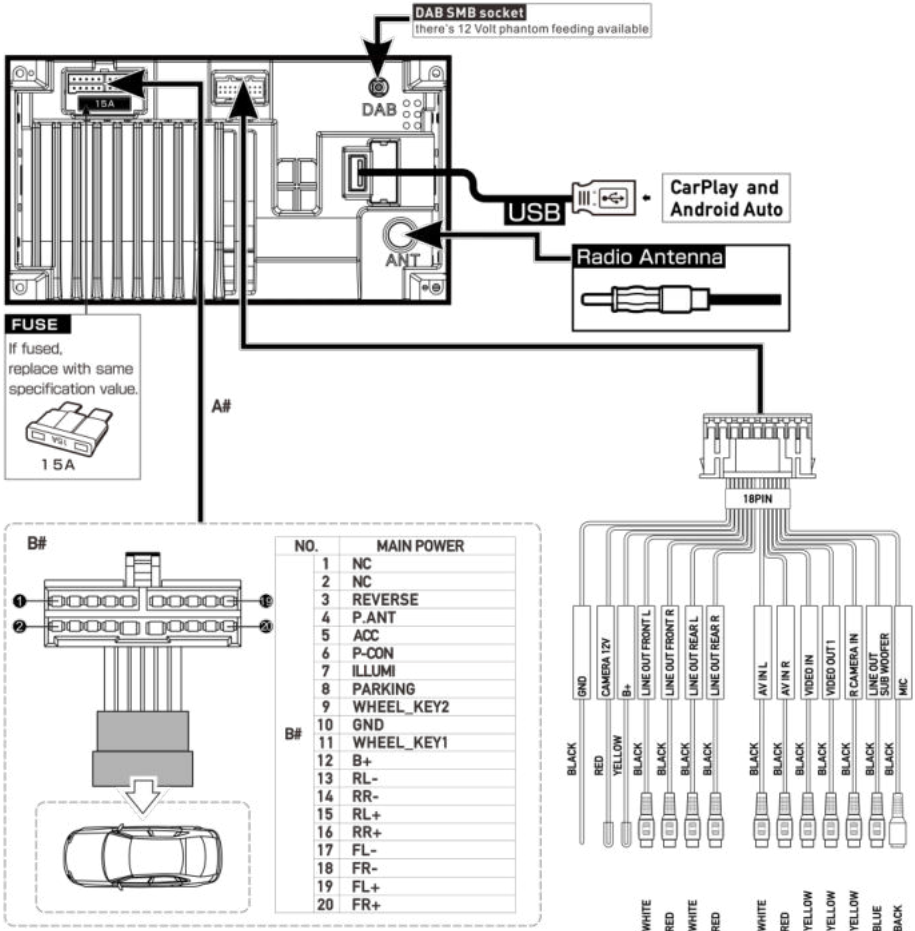 DAB SMB socket
there's 12 Volt phantom feeding available
15A
DAB
USB
CarPlay and
Android Auto
ANT
Radio Antenna
FUSE
If fused,
replace with same
specification value.
15A
15A
A#
18PIN
B#
1
19
2
20
NO. MAIN POWER
B#
1 NC
2 NC
3 REVERSE
4 P.ANT
5 ACC
6 P-CON
7 ILLUMI
8 PARKING
9 WHEEL_KEY2
10 GND
11 WHEEL_KEY1
12 B+
13 RL-
14 RR-
15 RL+
16 RR+
17 FL-
18 FR-
19 FL+
20 FR+
GND
CAMERA 12V
B+
LINE OUT FRONT L
LINE OUT FRONT R
LINE OUT REAR L
LINE OUT REAR R
AV IN L
AV IN R
VIDEO IN
VIDEO OUT 1
R CAMERA IN
LINE OUT
SUB WOOFER
MIC
BLACK
RED
YELLOW
BLACK
BLACK
BLACK
BLACK
BLACK
BLACK
BLACK
BLACK
BLACK
BLACK
BLACK
WHITE
RED
WHITE
RED
WHITE
RED
YELLOW
YELLOW
YELLOW
BLUE
BACK